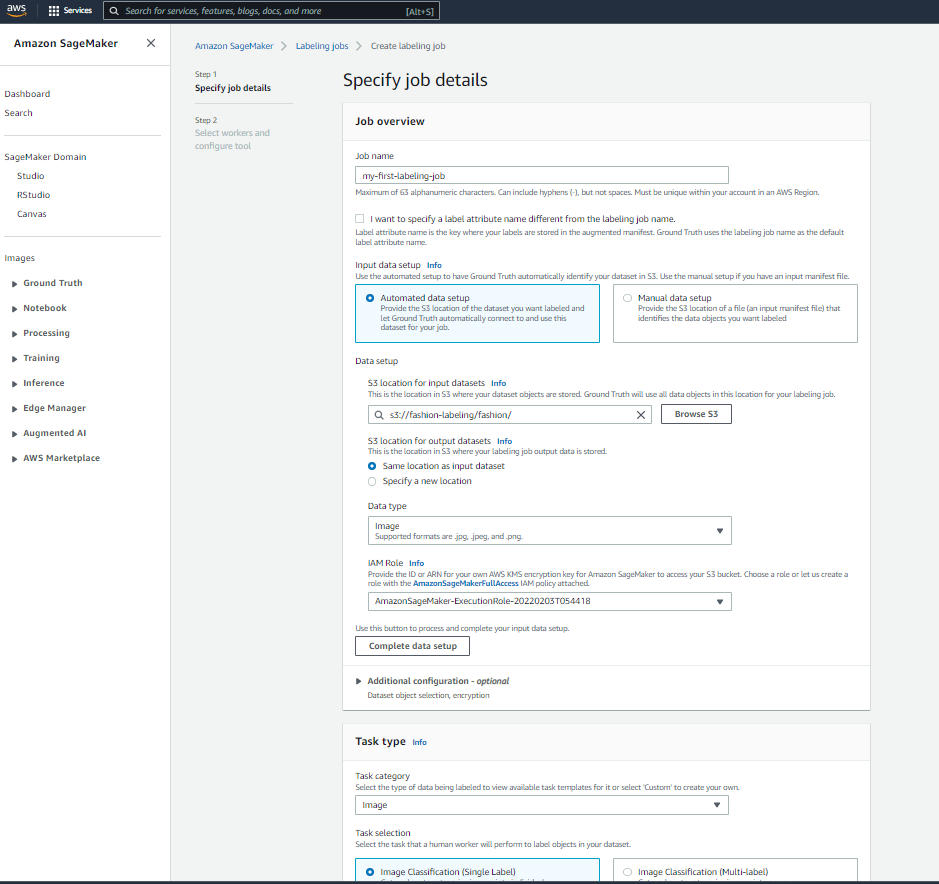 aws
Services
Search for services, features, blogs, docs, and more
[Alt+S]
Amazon SageMaker
Dashboard
Search
SageMaker Domain
Studio
RStudio
Canvas
Images
Ground Truth
Notebook
Processing
Training
Inference
Edge Manager
Augmented AI
AWS Marketplace
Amazon SageMaker
Labeling jobs
Create labeling job
Step 1
Specify job details
Step 2
Select workers and
configure tool
Specify job details
Job overview
Job name
my-first-labeling-job
Maximum of 63 alphanumeric characters. Can include hyphens (-), but not spaces. Must be unique within your account in an AWS Region.
I want to specify a label attribute name different from the labeling job name.
Label attribute name is the key where your labels are stored in the augmented manifest. Ground Truth uses the labeling job name as the default
label attribute name.
Input data setup Info
Use the automated setup to have Ground Truth automatically identify your dataset in S3. Use the manual setup if you have an input manifest file.
Automated data setup
Provide the S3 location of the dataset you want labeled and
let Ground Truth automatically connect to and use this
dataset for your job.
Manual data setup
Provide the S3 location of a file (an input manifest file) that
identifies the data objects you want labeled
Data setup
S3 location for input datasets Info
This is the location in S3 where your dataset objects are stored. Ground Truth will use all data objects in this location for your labeling job.
s3://fashion-labeling/fashion/
Browse S3
S3 location for output datasets Info
This is the location in S3 where your labeling job output data is stored.
Same location as input dataset
Specify a new location
Data type
Image
Supported formats are .jpg, .jpeg, and .png.
IAM Role Info
Provide the ID or ARN for your own AWS KMS encryption key for Amazon SageMaker to access your S3 bucket. Choose a role or let us create a
role with the AmazonSageMakerFullAccess IAM policy attached.
AmazonSageMaker-ExecutionRole-20220203T054418
Use this button to process and complete your input data setup.
Complete data setup
Additional configuration - optional
Dataset object selection, encryption
Task type Info
Task category
Select the type of data being labeled to view available task templates for it or select 'Custom' to create your own.
Image
Task selection
Select the task that a human worker will perform to label objects in your dataset.
Image Classification (Single Label)
Image Classification (Multi-label)